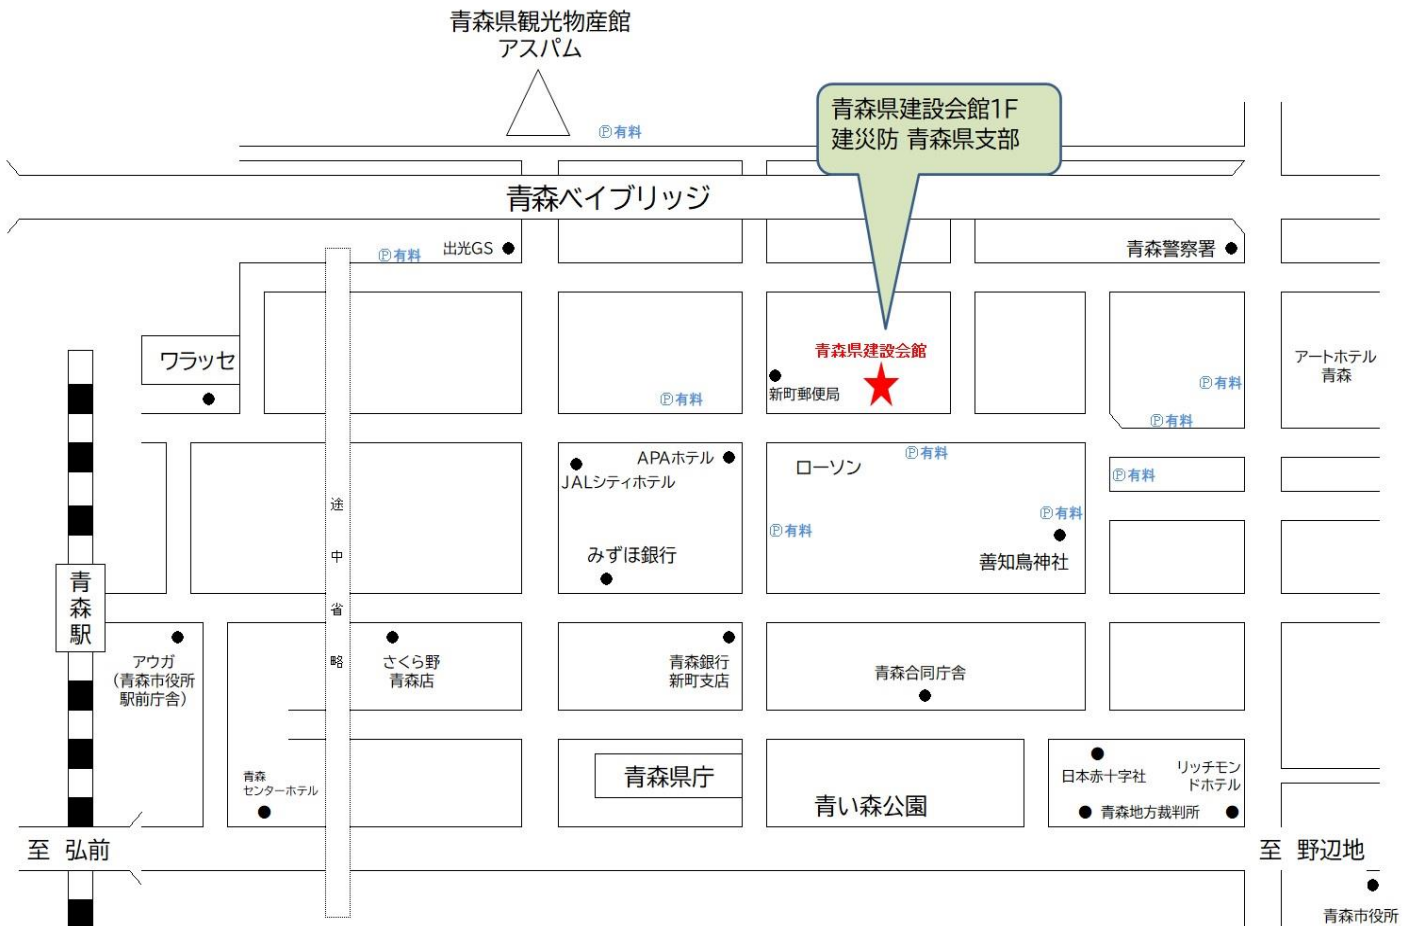 青森県観光物産館
アスパム
Ⓟ有料
青森県建設会館1F
建災防 青森県支部
青森ベイブリッジ
Ⓟ有料
出光GS
青森警察署
ワラッセ
青森県建設会館
新町郵便局
アートホテル
青森
Ⓟ有料
Ⓟ有料
Ⓟ有料
APAホテル
JALシティホテル
ローソン
Ⓟ有料
Ⓟ有料
Ⓟ有料
Ⓟ有料
みずほ銀行
善知鳥神社
途中省略
青森駅
アウガ
（青森市役所
駅前庁舎）
さくら野
青森店
青森銀行
新町支店
青森合同庁舎
青森
センターホテル
青森県庁
青い森公園
日本赤十字社
リッチモン
ドホテル
青森地方裁判所
至 弘前
至 野辺地
青森市役所